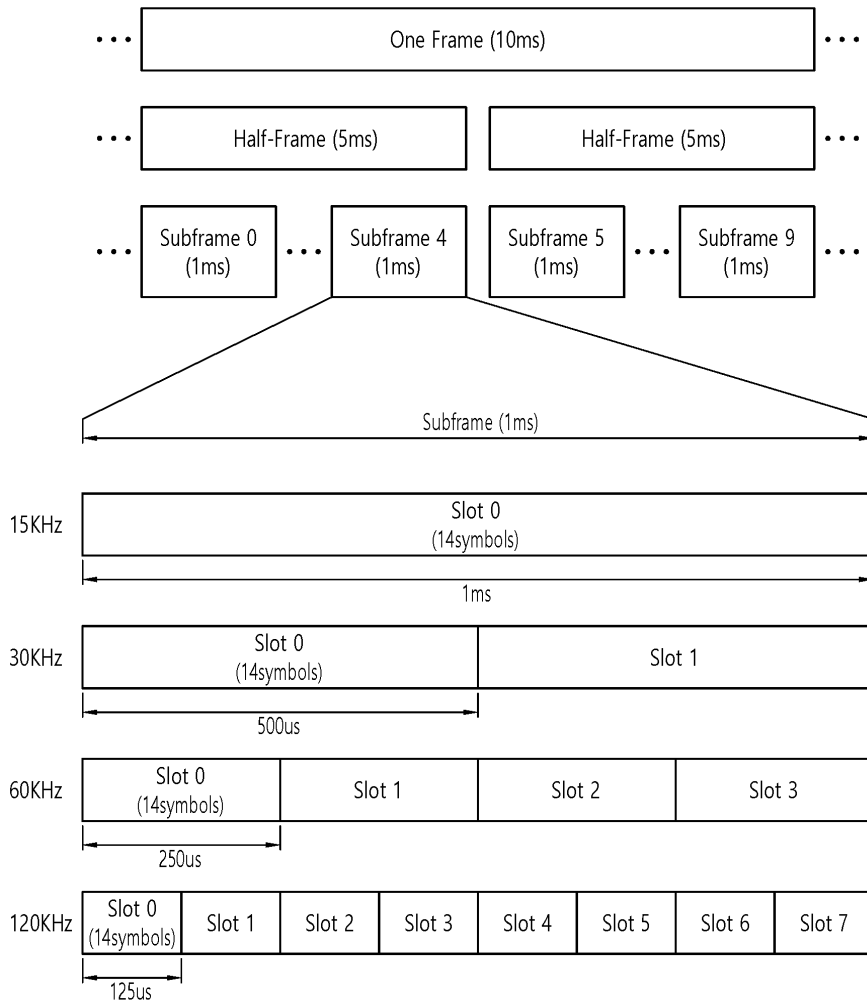 ··· One Frame (10ms) ···
··· Half-Frame (5ms) Half-Frame (5ms) ···
··· Subframe 0 ··· Subframe 4 Subframe 5 ··· Subframe 9 ···
(1ms) (1ms) (1ms) (1ms)
Subframe (1ms)
15KHz Slot 0
(14symbols)
1ms
30KHz Slot 0 Slot 1
(14symbols)
500us
60KHz Slot 0 Slot 1 Slot 2 Slot 3
(14symbols)
250us
120KHz Slot 0 Slot 1 Slot 2 Slot 3 Slot 4 Slot 5 Slot 6 Slot 7
(14symbols)
125us